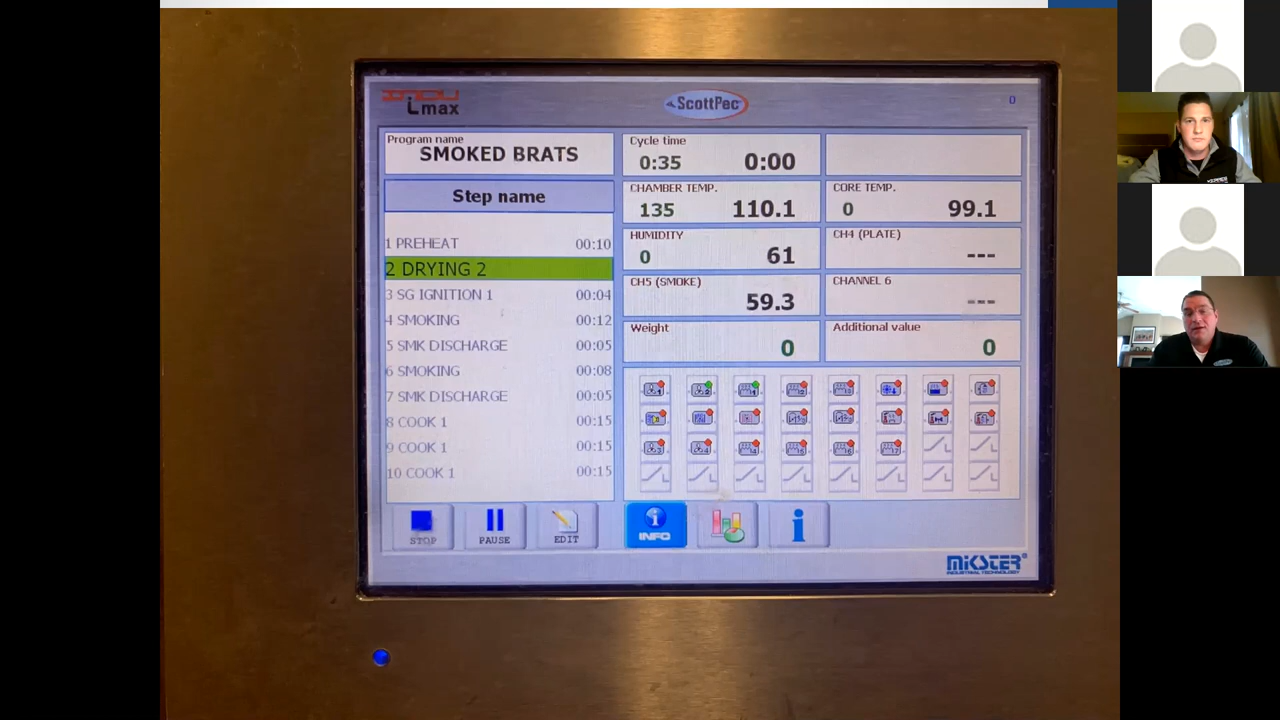 INDU
iMax
ScottPec
0
Program name
SMOKED BRATS
Step name
1 PREHEAT 00:10
2 DRYING 2
3 SG IGNITION 1 00:04
4 SMOKING 00:12
5 SMK DISCHARGE 00:05
6 SMOKING 00:08
7 SMK DISCHARGE 00:05
8 COOK 1 00:15
9 COOK 1 00:15
10 COOK 1 00:15
Cycle time
0:35 0:00
CHAMBER TEMP.
135 110.1
CORE TEMP.
0 99.1
HUMIDITY
0 61
CH4 (PLATE)
---
CH5 (SMOKE)
59.3
CHANNEL 6
---
Weight
0
Additional value
0
STOP
PAUSE
EDIT
INFO
MIKSTER
INDUSTRIAL TECHNOLOGY